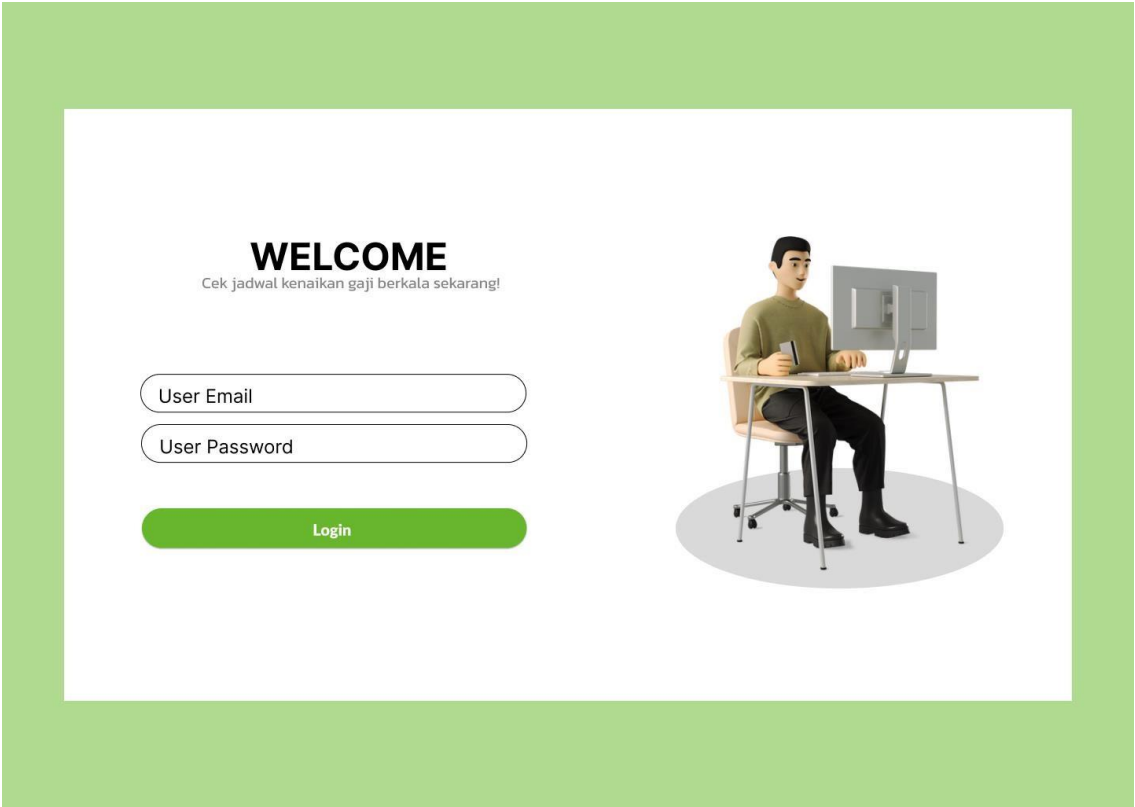 WELCOME
Cek jadwal kenaikan gaji berkala sekarang!
User Email
User Password
Login